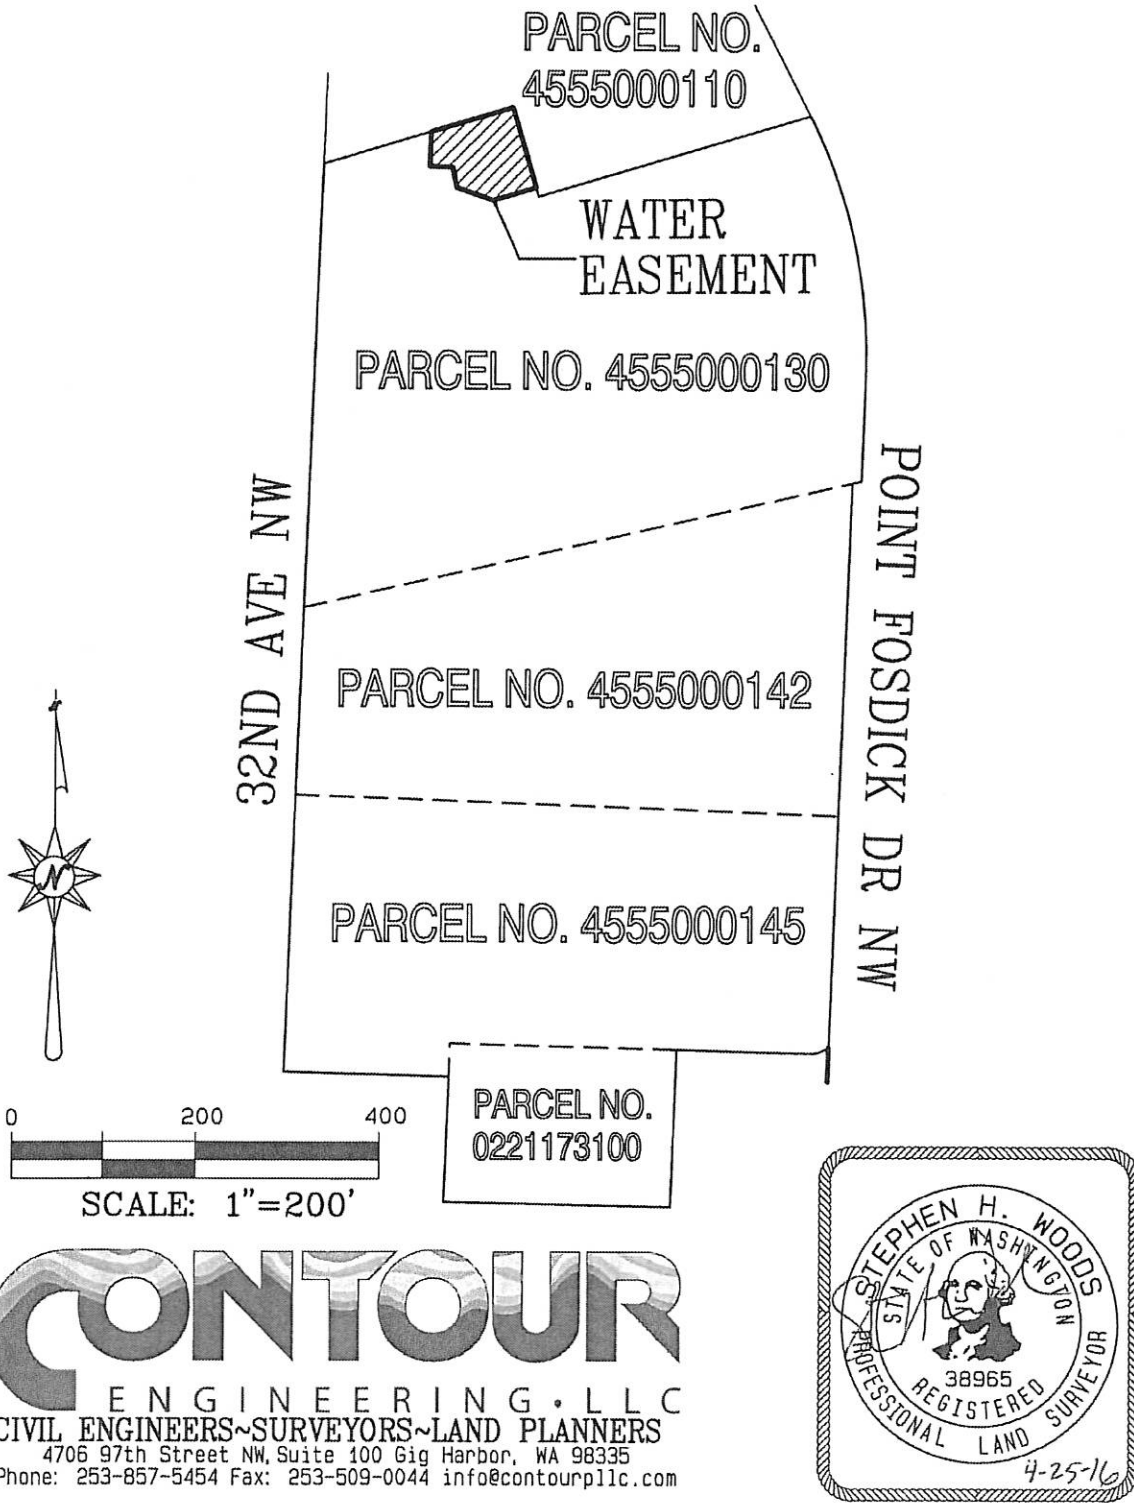 PARCEL NO.
4555000110
WATER
EASEMENT
PARCEL NO. 4555000130
32ND AVE NW
POINT FOSDICK DR NW
PARCEL NO. 4555000142
N
PARCEL NO. 4555000145
PARCEL NO.
0221173100
0 200 400
SCALE: 1"=200'
CONTOUR
ENGINEERING.LLC
CIVIL ENGINEERS~SURVEYORS~LAND PLANNERS
4706 97th Street NW, Suite 100 Gig Harbor, WA 98335
Phone: 253-857-5454 Fax: 253-509-0044 info@contourpllc.com
STEPHEN H. WOODS
STATE OF WASHINGTON
38965
REGISTERED
PROFESSIONAL LAND SURVEYOR
4-25-16